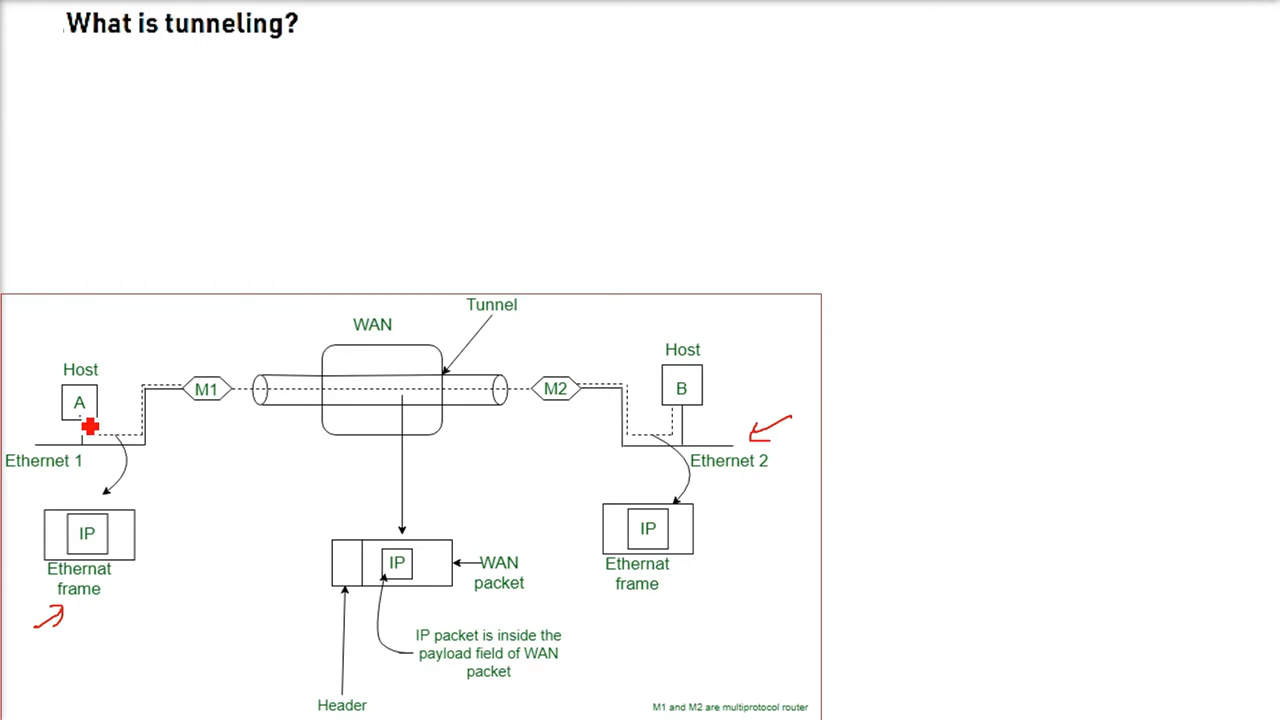 What is tunneling?
Tunnel
WAN
Host
A
M1
M2
Host
B
Ethernet 1
Ethernet 2
IP
Ethernat
frame
IP
WAN
packet
IP
Ethernat
frame
IP packet is inside the
payload field of WAN
packet
Header
M1 and M2 are multiprotocol router